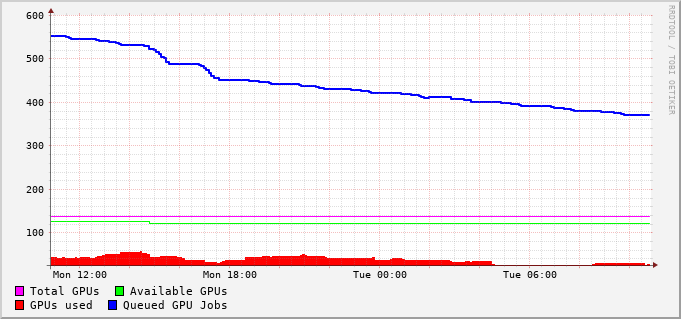 600
500
400
300
200
100
Mon 12:00 Mon 18:00 Tue 00:00 Tue 06:00
Total GPUs Available GPUs
GPUs used Queued GPU Jobs
RRDTOOL / TOBI OETIKER